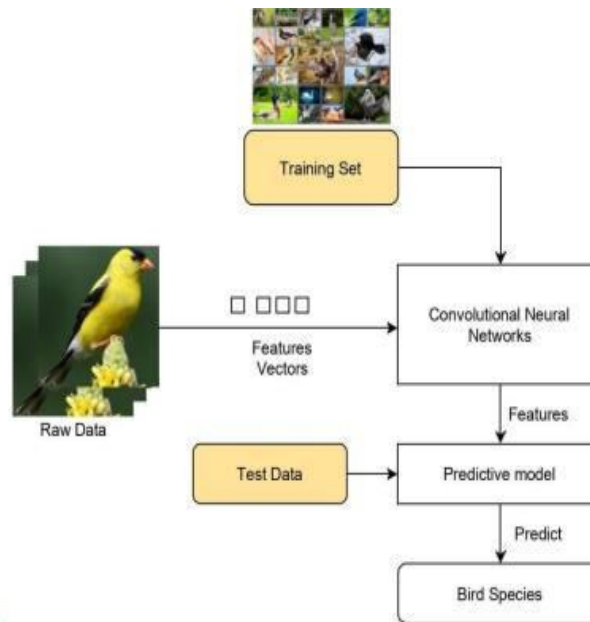 Training Set
Convolutional Neural
Networks
Features
Vectors
Raw Data
Features
Test Data
Predictive model
Predict
Bird Species